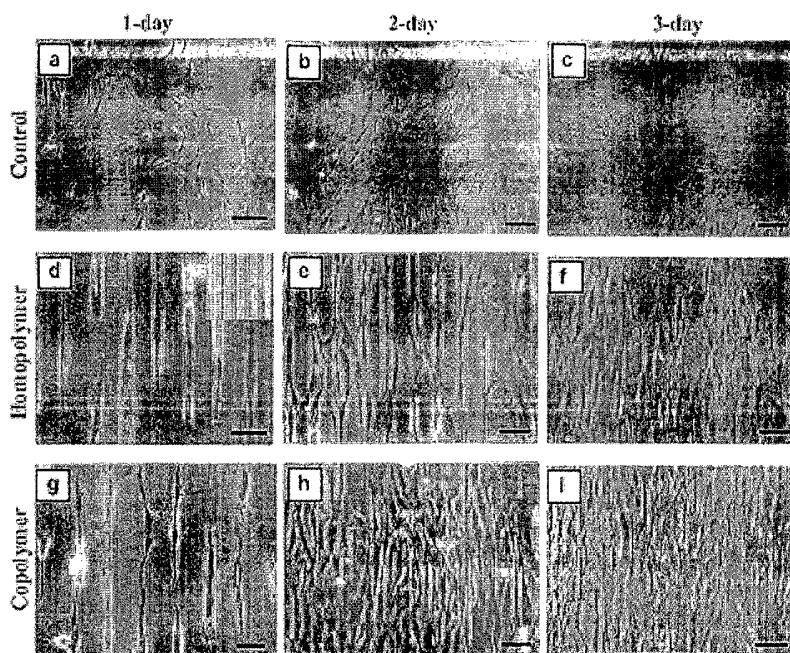 1-day 2-day 3-day
Control
a b c
Homopolymer
d e f
Copolymer
g h i